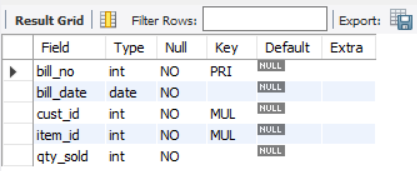 Result Grid Filter Rows: Export:
Field Type Null Key Default Extra
bill_no int NO PRI NULL
bill_date date NO NULL
cust_id int NO MUL NULL
item_id int NO MUL NULL
qty_sold int NO NULL